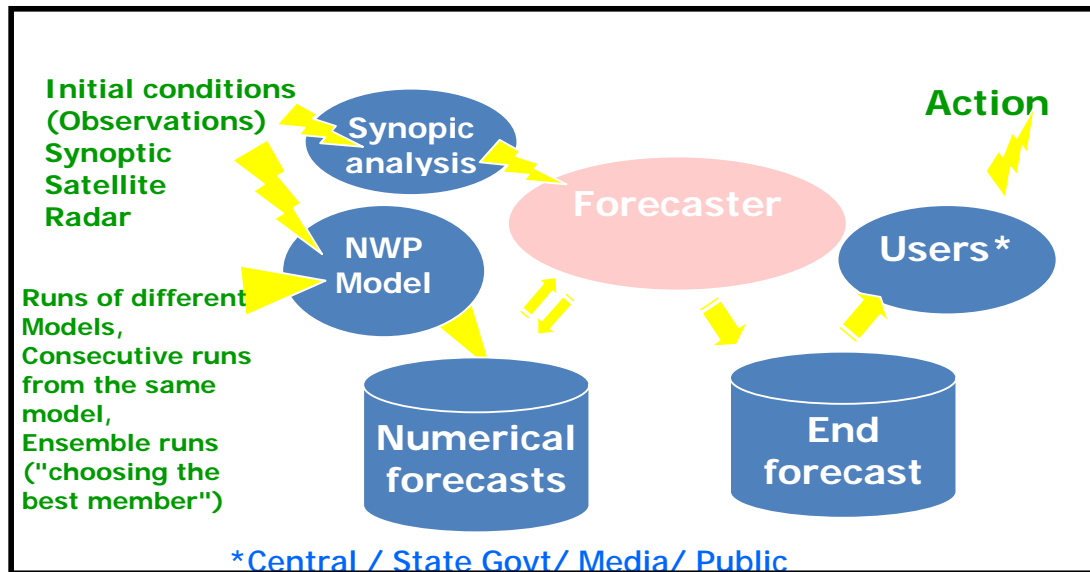 Initial conditions
(Observations)
Synoptic
Satellite
Radar
Synopic
analysis
Forecaster
Action
Users*
NWP
Model
Runs of different
Models,
Consecutive runs
from the same
model,
Ensemble runs
("choosing the
best member")
Numerical
forecasts
End
forecast
*Central / State Govt/ Media/ Public